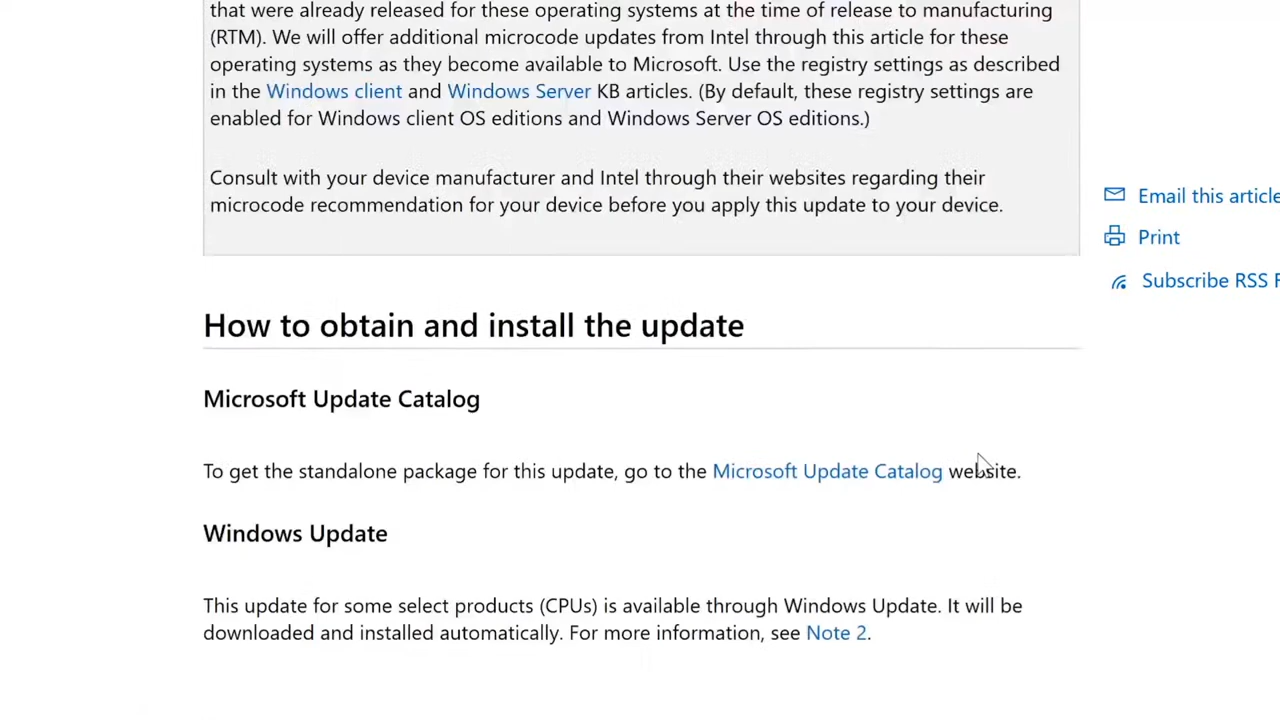 that were already released for these operating systems at the time of release to manufacturing
(RTM). We will offer additional microcode updates from Intel through this article for these
operating systems as they become available to Microsoft. Use the registry settings as described
in the Windows client and Windows Server KB articles. (By default, these registry settings are
enabled for Windows client OS editions and Windows Server OS editions.)
Consult with your device manufacturer and Intel through their websites regarding their
microcode recommendation for your device before you apply this update to your device.
Email this article
Print
Subscribe RSS F
How to obtain and install the update
Microsoft Update Catalog
To get the standalone package for this update, go to the Microsoft Update Catalog website.
Windows Update
This update for some select products (CPUs) is available through Windows Update. It will be
downloaded and installed automatically. For more information, see Note 2.